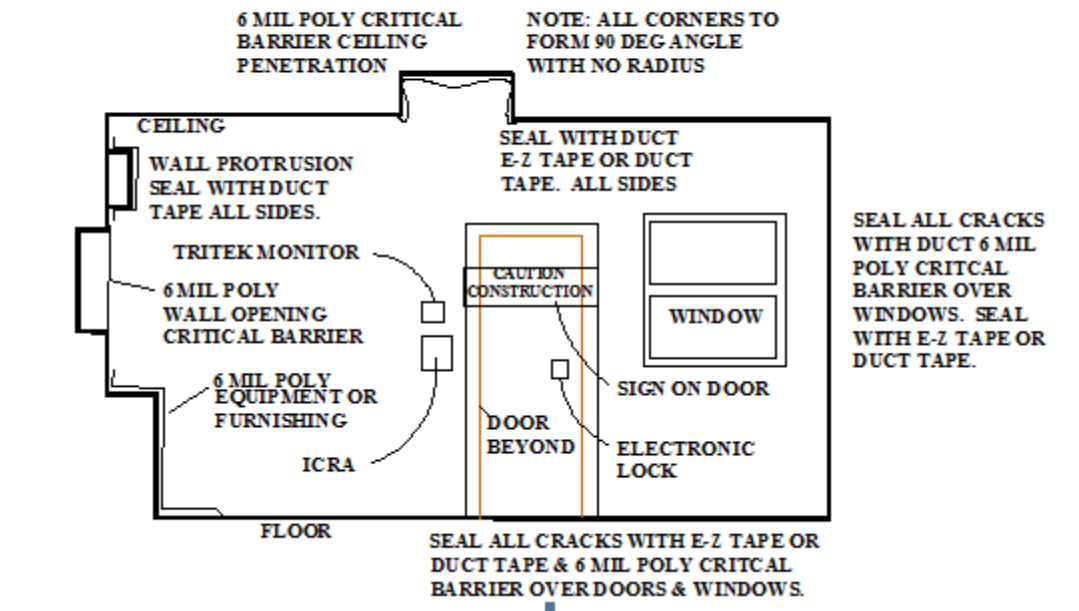 6 MIL POLY CRITICAL
BARRIER CEILING
PENETRATION
NOTE: ALL CORNERS TO
FORM 90 DEG ANGLE
WITH NO RADIUS
CEILING
WALL PROTRUSION
SEAL WITH DUCT
TAPE ALL SIDES.
SEAL WITH DUCT
E-Z TAPE OR DUCT
TAPE. ALL SIDES
TRITEK MONITOR
6 MIL POLY
WALL OPENING
CRITICAL BARRIER
CAUTION
CONSTRUCTION
WINDOW
SEAL ALL CRACKS
WITH DUCT 6 MIL
POLY CRITCAL
BARRIER OVER
WINDOWS. SEAL
WITH E-Z TAPE OR
DUCT TAPE.
6 MIL POLY
EQUIPMENT OR
FURNISHING
SIGN ON DOOR
DOOR
BEYOND
ELECTRONIC
LOCK
ICRA
FLOOR
SEAL ALL CRACKS WITH E-Z TAPE OR
DUCT TAPE & 6 MIL POLY CRITCAL
BARRIER OVER DOORS & WINDOWS.